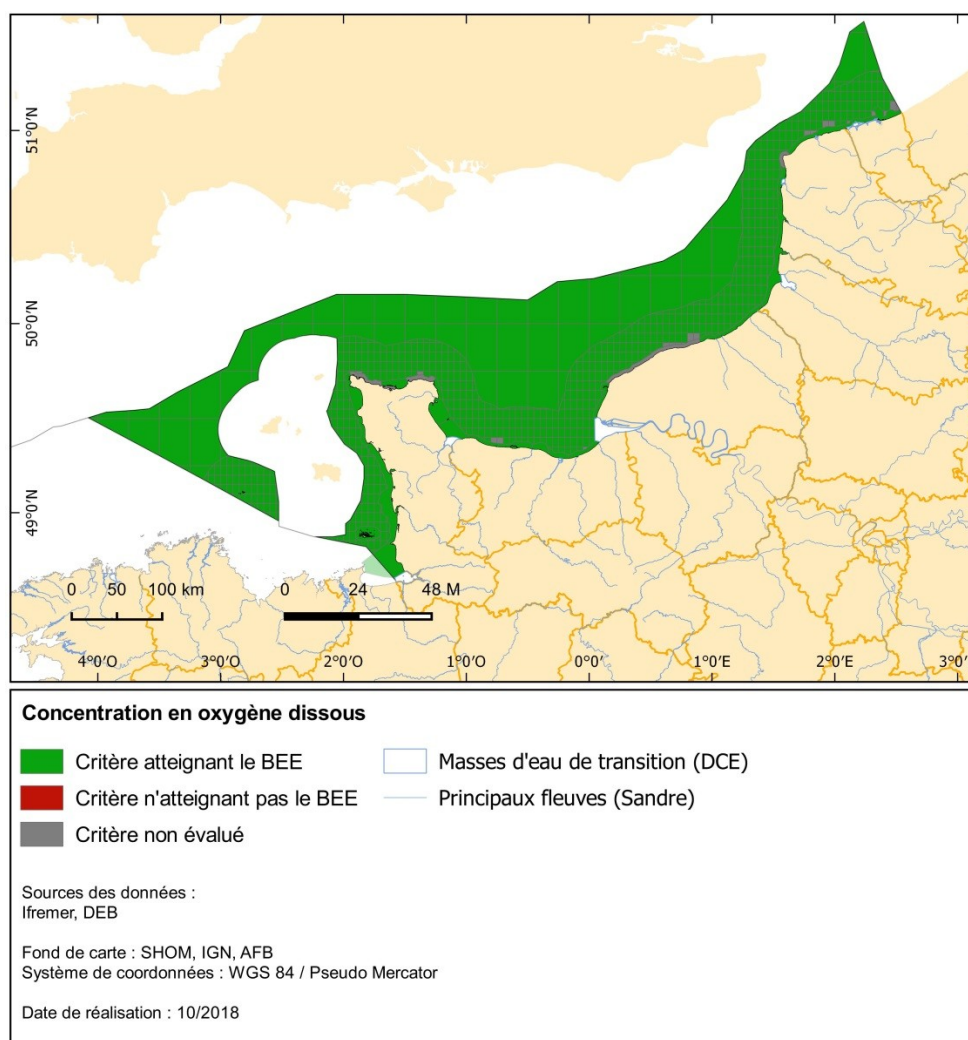 51°0'N
50°0'N
49°0'N
0 50 100 km
0 24 48 M
4°0'O 3°0'O 2°0'O 1°0'O 0°0' 1°0'E 2°0'E 3°0'
Concentration en oxygène dissous
Critère atteignant le BEE
Critère n'atteignant pas le BEE
Critère non évalué
Masses d'eau de transition (DCE)
Principaux fleuves (Sandre)
Sources des données :
Ifremer, DEB
Fond de carte : SHOM, IGN, AFB
Système de coordonnées : WGS 84 / Pseudo Mercator
Date de réalisation : 10/2018